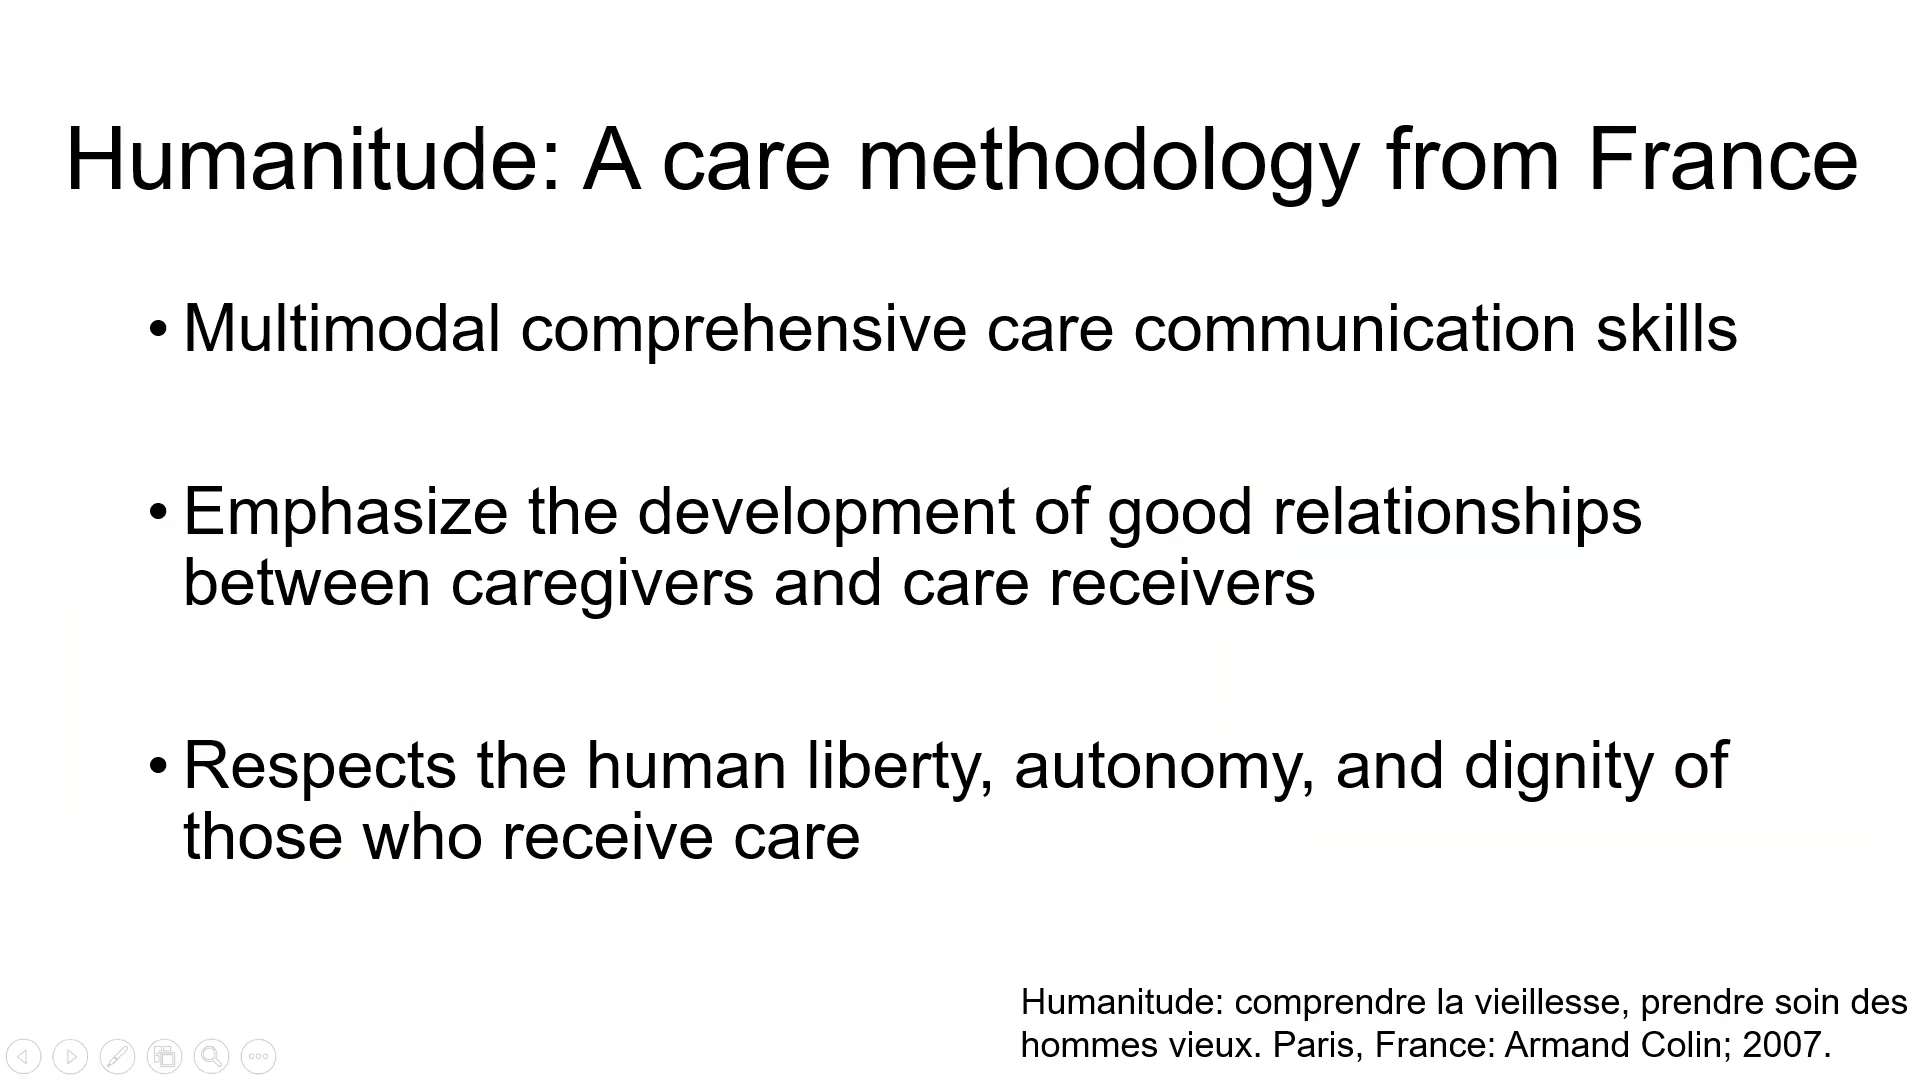 Humanitude: A care methodology from France
• Multimodal comprehensive care communication skills
• Emphasize the development of good relationships
between caregivers and care receivers
• Respects the human liberty, autonomy, and dignity of
those who receive care
Humanitude: comprendre la vieillesse, prendre soin des
hommes vieux. Paris, France: Armand Colin; 2007.